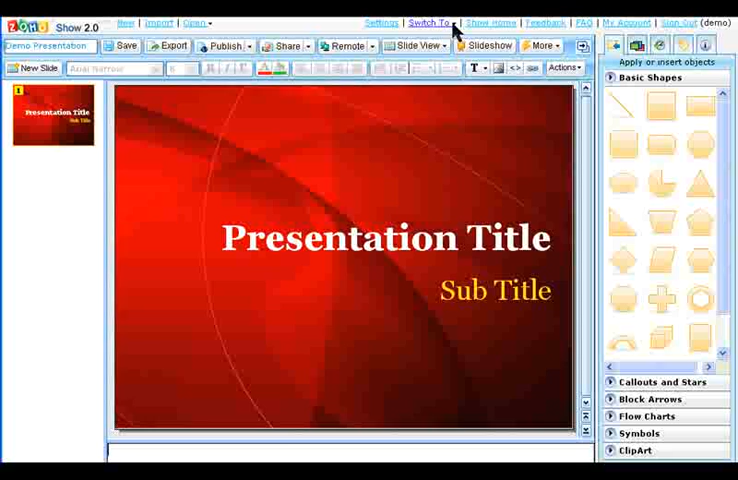 ZOHO Show 2.0 New | Import | Open Settings | Switch To | Show Home | Feedback | FAQ | My Account | Sign Out (demo)
Demo Presentation Save Export Publish Share Remote Slide View Slideshow More
New Slide Arial Narrow 6 B I U T Actions
Apply or insert objects
Basic Shapes
1
Presentation Title
Sub Title
Presentation Title
Sub Title
Callouts and Stars
Block Arrows
Flow Charts
Symbols
ClipArt